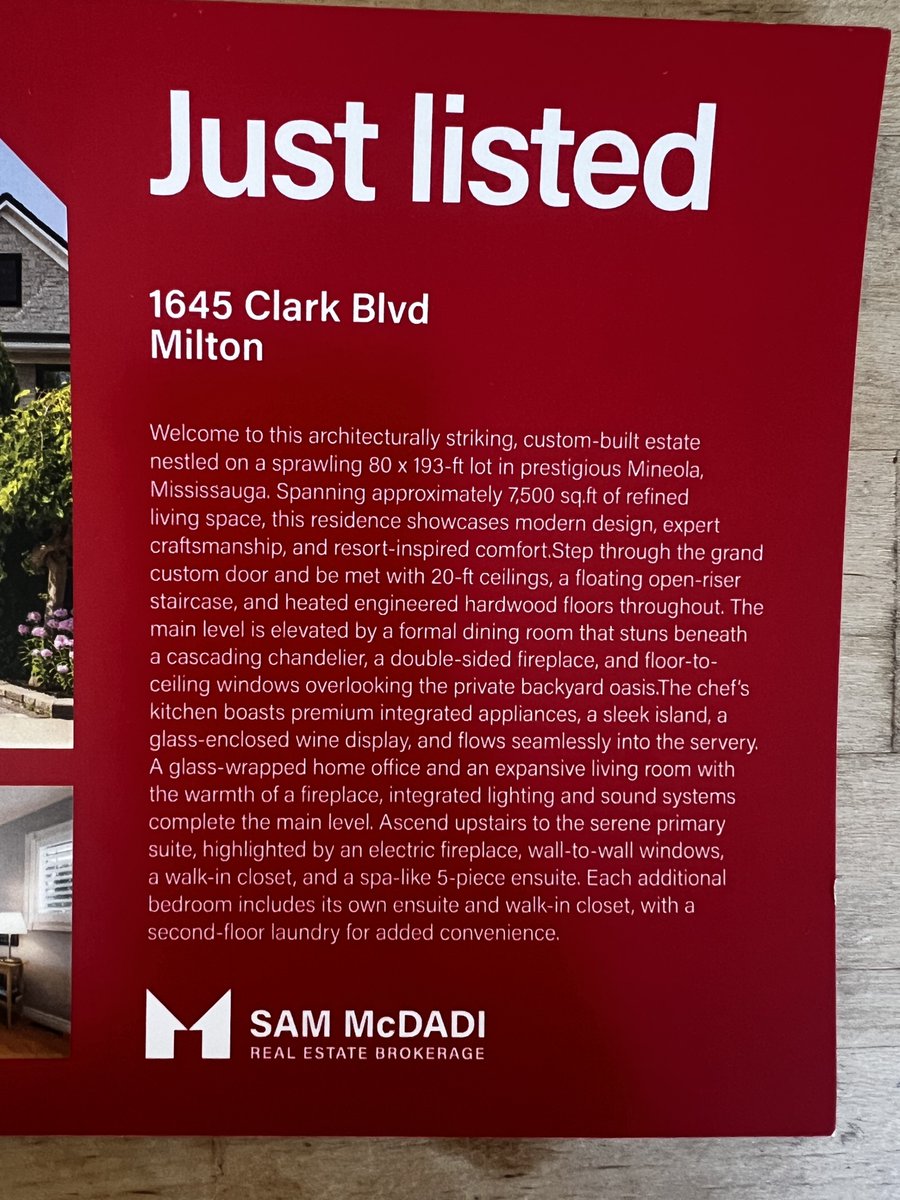 Just listed
1645 Clark Blvd
Milton
Welcome to this architecturally striking, custom-built estate
nestled on a sprawling 80 x 193-ft lot in prestigious Mineola,
Mississauga. Spanning approximately 7,500 sq.ft of refined
living space, this residence showcases modern design, expert
craftsmanship, and resort-inspired comfort.Step through the grand
custom door and be met with 20-ft ceilings, a floating open-riser
staircase, and heated engineered hardwood floors throughout. The
main level is elevated by a formal dining room that stuns beneath
a cascading chandelier, a double-sided fireplace, and floor-to-
ceiling windows overlooking the private backyard oasis.The chef's
kitchen boasts premium integrated appliances, a sleek island, a
glass-enclosed wine display, and flows seamlessly into the servery.
A glass-wrapped home office and an expansive living room with
the warmth of a fireplace, integrated lighting and sound systems
complete the main level. Ascend upstairs to the serene primary
suite, highlighted by an electric fireplace, wall-to-wall windows,
a walk-in closet, and a spa-like 5-piece ensuite. Each additional
bedroom includes its own ensuite and walk-in closet, with a
second-floor laundry for added convenience.
SAM McDADI
REAL ESTATE BROKERAGE